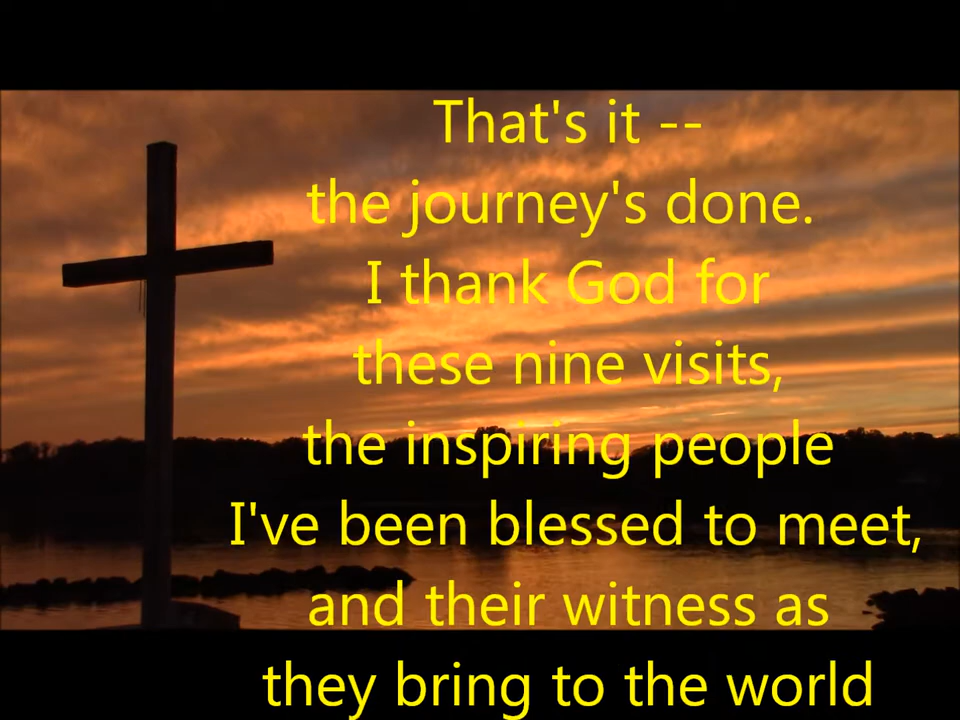 That's it --
the journey's done.
I thank God for
these nine visits,
the inspiring people
I've been blessed to meet,
and their witness as
they bring to the world